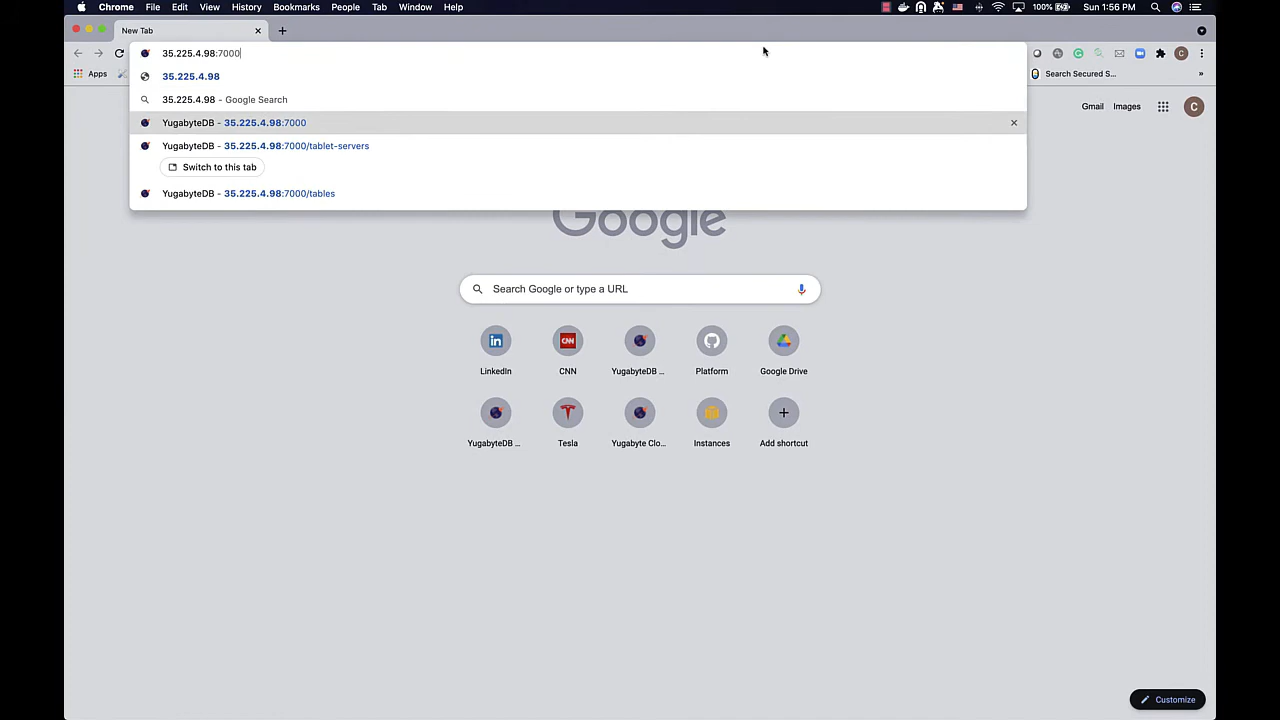 Chrome File Edit View History Bookmarks People Tab Window Help 100% Sun 1:56 PM
New Tab
35.225.4.98:7000
35.225.4.98
35.225.4.98 - Google Search
YugabyteDB - 35.225.4.98:7000
YugabyteDB - 35.225.4.98:7000/tablet-servers
Switch to this tab
YugabyteDB - 35.225.4.98:7000/tables
Apps
Search Secured S...
»
C
Gmail Images C
Google
Search Google or type a URL
LinkedIn CNN YugabyteDB ... Platform Google Drive
YugabyteDB ... Tesla Yugabyte Clo... Instances Add shortcut
Customize